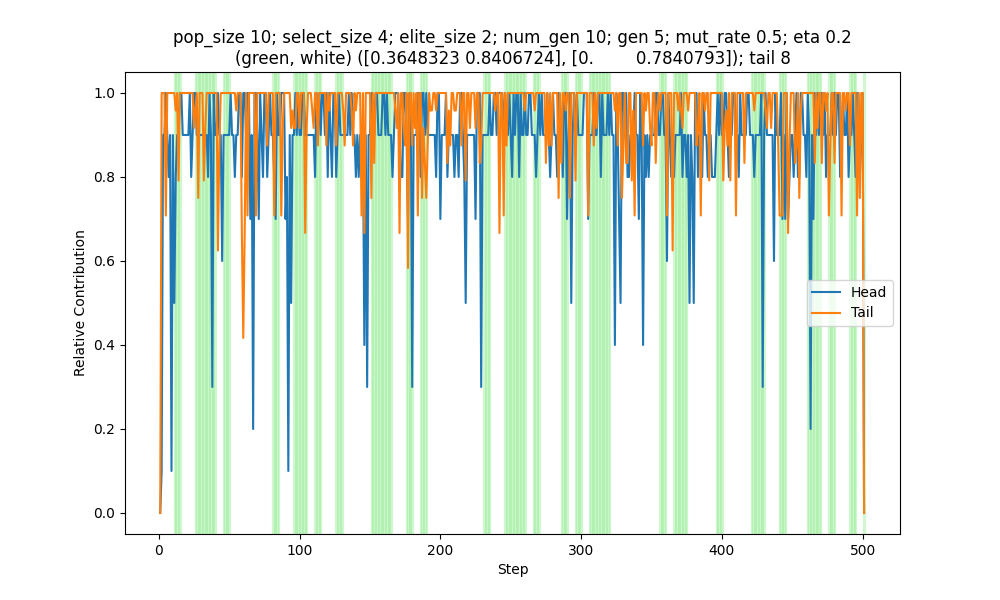 pop_size 10; select_size 4; elite_size 2; num_gen 10; gen 5; mut_rate 0.5; eta 0.2
(green, white) ([0.3648323 0.8406724], [0.         0.7840793]); tail 8
Relative Contribution
1.0
0.8
0.6
0.4
0.2
0.0
Head
Tail
0
100
200
300
400
500
Step